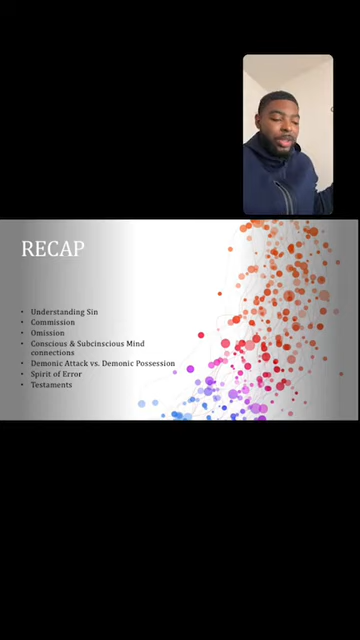 RECAP
• Understanding Sin
• Commission
• Omission
• Conscious & Subcinscious Mind
connections
• Demonic Attack vs. Demonic Possession
• Spirit of Error
• Testaments